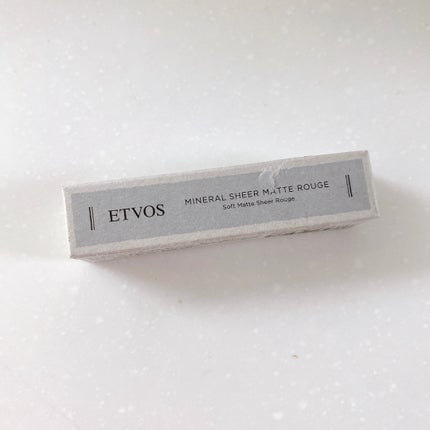 ETVOS
MINERAL SHEER MATTE ROUGE
Soft Matte Sheer Rouge